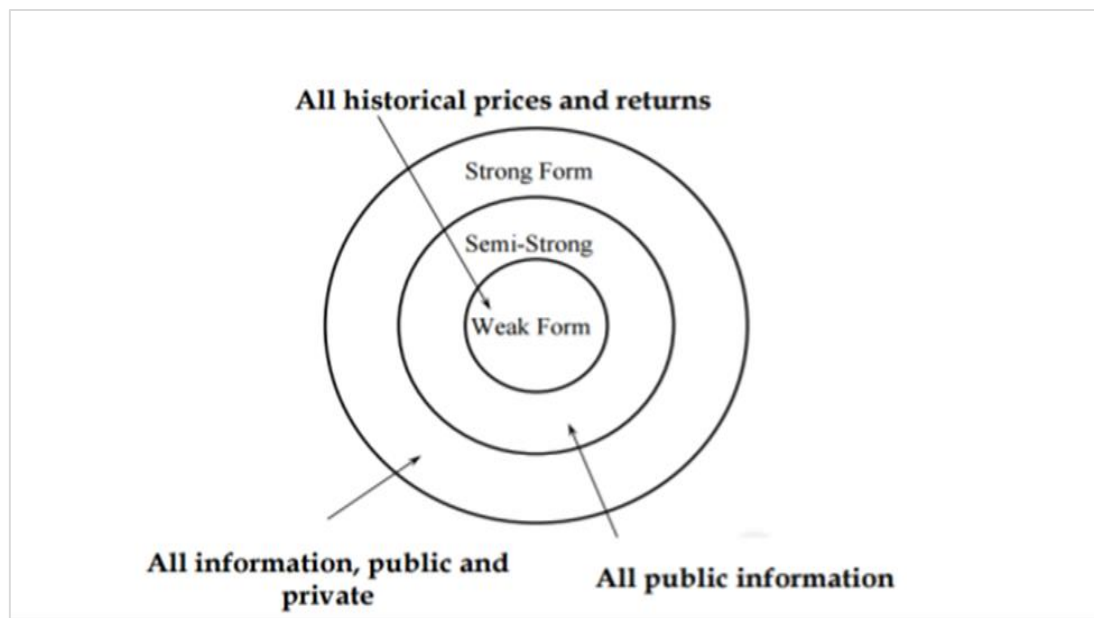 All historical prices and returns
Strong Form
Semi-Strong
Weak Form
All information, public and
private
All public information